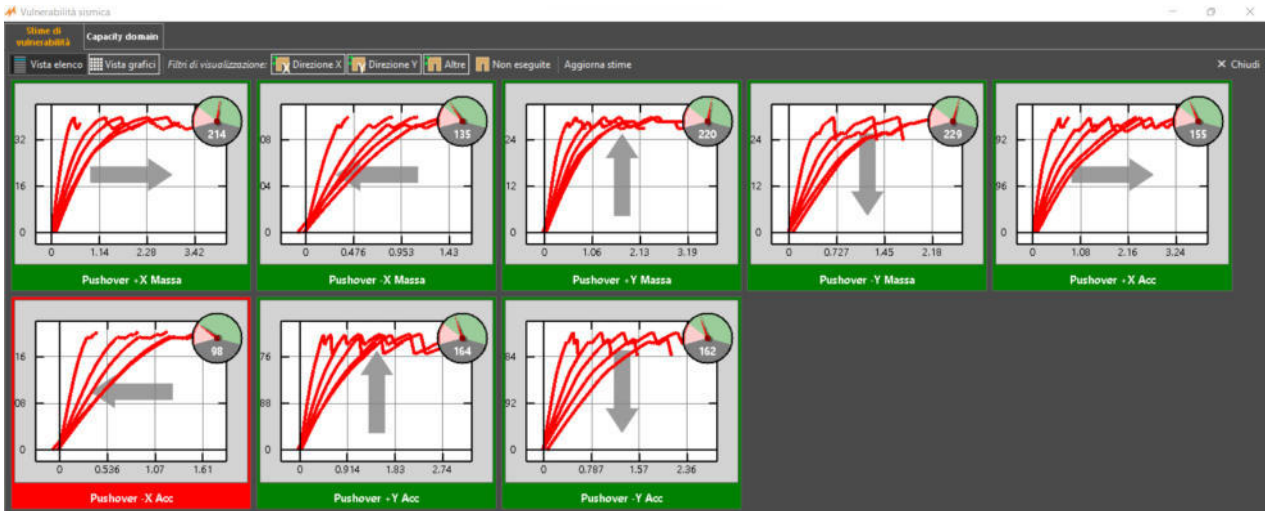 Vulnerabilità sismica
Stime di vulnerabilità
Capacity domain
Vista elenco Vista grafici Filtri di visualizzazione: X Direzione X Y Direzione Y Altre Non eseguite Aggiorna stime Chiudi
214
32
16
0
0 1.14 2.28 3.42
Pushover +X Massa
135
08
04
0
0 0.476 0.953 1.43
Pushover -X Massa
220
24
12
0
0 1.06 2.13 3.19
Pushover +Y Massa
229
24
12
0
0 0.727 1.45 2.18
Pushover -Y Massa
155
92
96
0
0 1.08 2.16 3.24
Pushover +X Acc
98
16
08
0
0 0.536 1.07 1.61
Pushover -X Acc
164
76
88
0
0 0.914 1.83 2.74
Pushover +Y Acc
162
84
92
0
0 0.787 1.57 2.36
Pushover -Y Acc